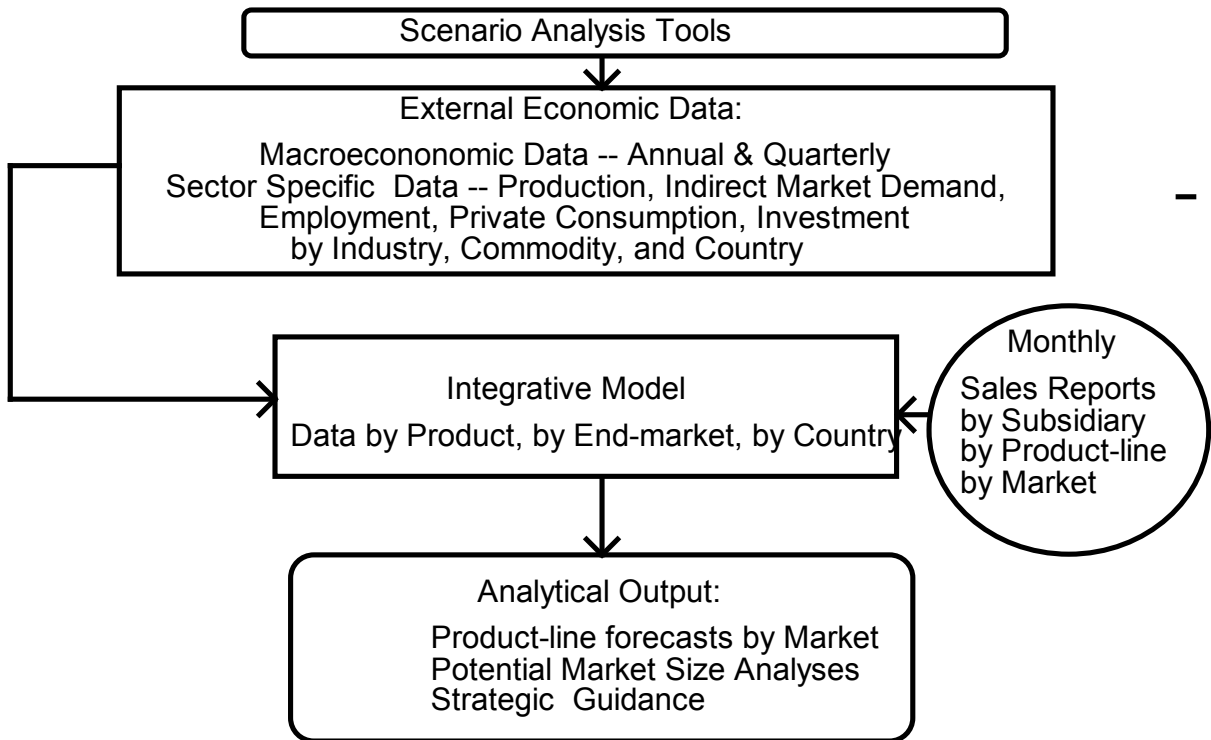 Scenario Analysis Tools
External Economic Data:
Macroecononomic Data -- Annual & Quarterly
Sector Specific Data -- Production, Indirect Market Demand,
Employment, Private Consumption, Investment
by Industry, Commodity, and Country
-
Integrative Model
Data by Product, by End-market, by Country
Monthly
Sales Reports
by Subsidiary
by Product-line
by Market
Analytical Output:
Product-line forecasts by Market
Potential Market Size Analyses
Strategic Guidance